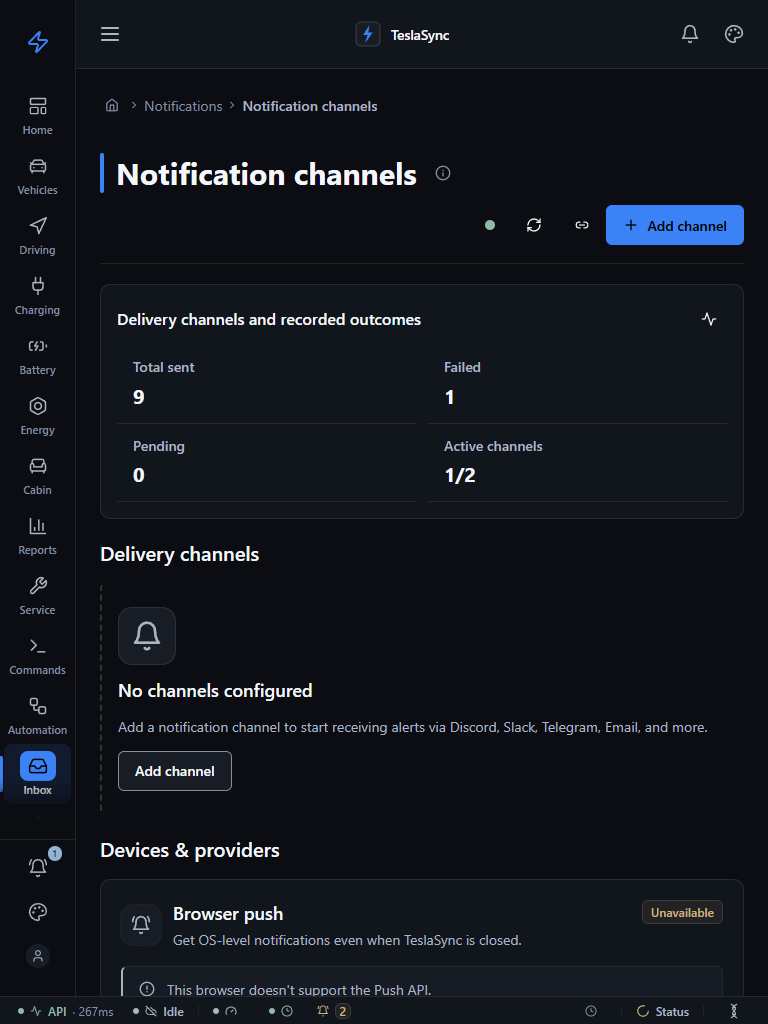 TeslaSync
Home
Vehicles
Driving
Charging
Battery
Energy
Cabin
Reports
Service
Commands
Automation
Inbox
1
Notifications
Notification channels
Notification channels
Add channel
Delivery channels and recorded outcomes
Total sent
9
Failed
1
Pending
0
Active channels
1/2
Delivery channels
No channels configured
Add a notification channel to start receiving alerts via Discord, Slack, Telegram, Email, and more.
Add channel
Devices & providers
Browser push
Unavailable
Get OS-level notifications even when TeslaSync is closed.
This browser doesn't support the Push API.
API · 267ms
Idle
2
Status